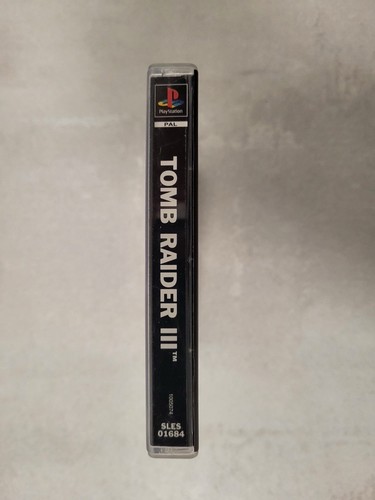 PlayStation
PAL
TOMB RAIDER III™
SLES
01684